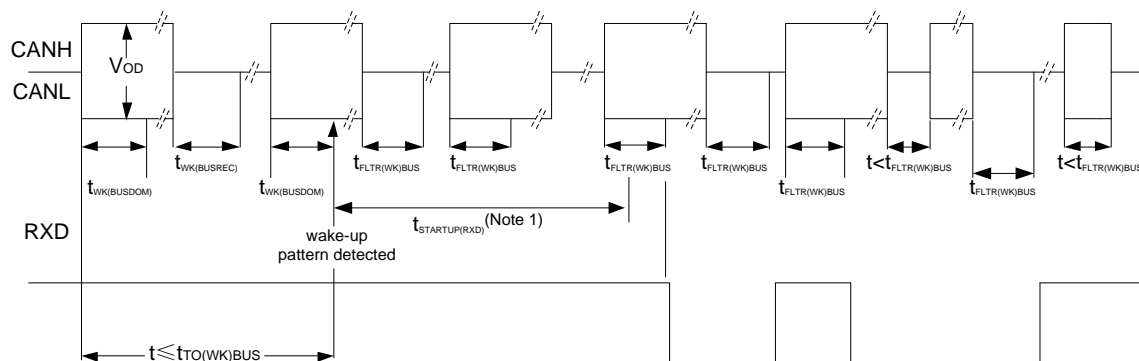 CANH
VOD
CANL
tWK(BUSREC)
tFLTR(WK)BUS
tFLTR(WK)BUS
tFLTR(WK)BUS
tFLTR(WK)BUS
t<tFLTR(WK)BUS
t<tFLTR(WK)BUS
tWK(BUSDOM)
tWK(BUSDOM)
tFLTR(WK)BUS
tFLTR(WK)BUS
tSTARTUP(RXD)(Note 1)
RXD
wake-up
pattern detected
t≤tTO(WK)BUS